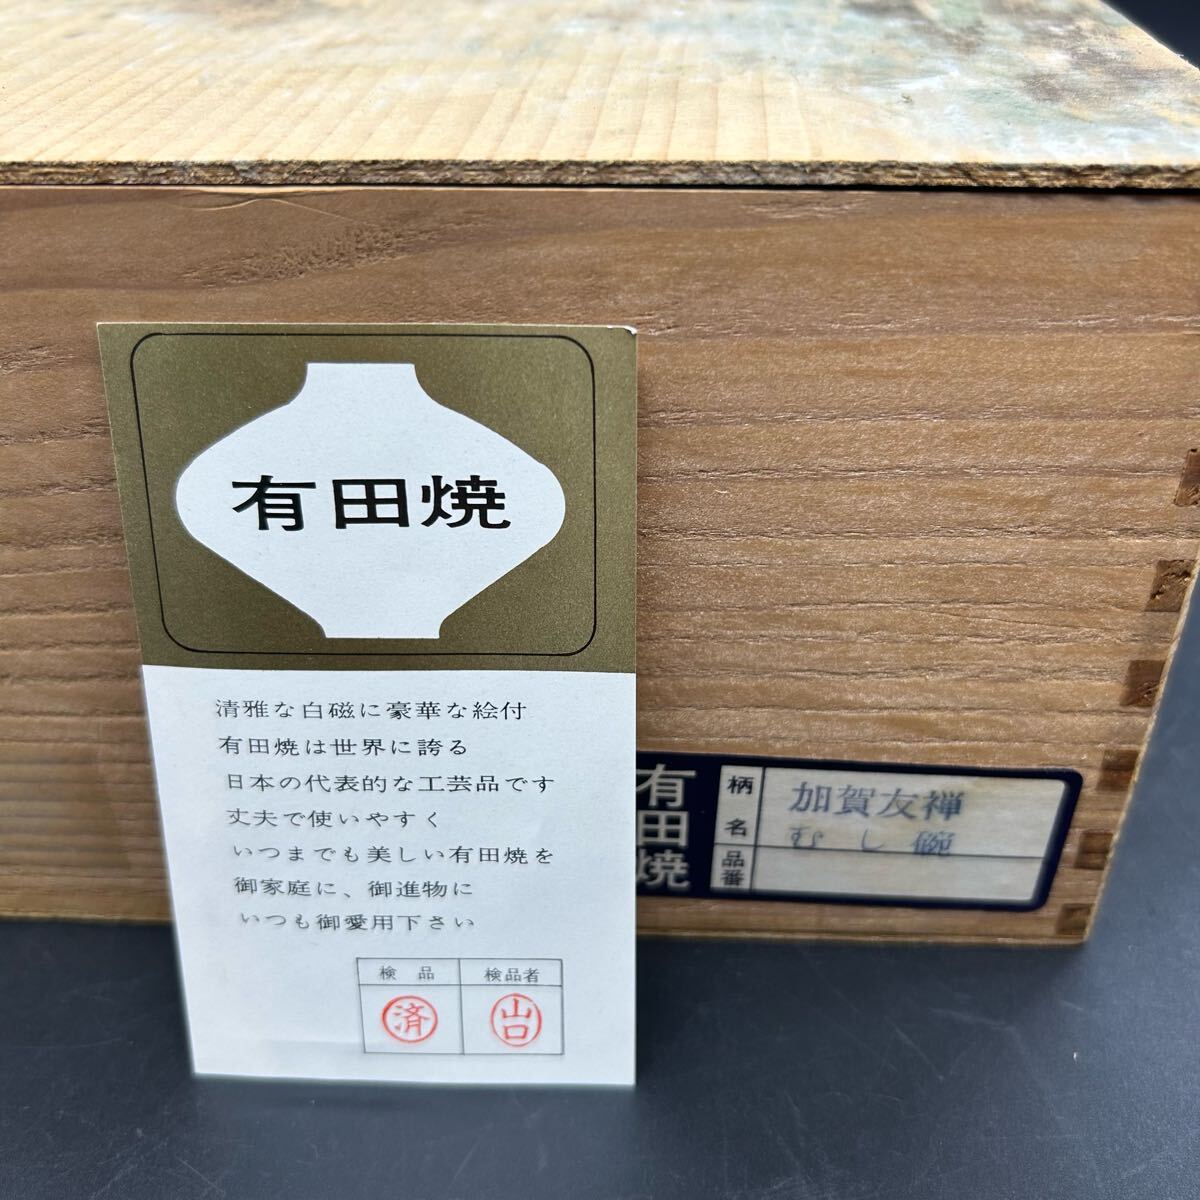 有田焼
清雅な白磁に豪華な絵付
有田焼は世界に誇る
日本の代表的な工芸品です
丈夫で使いやすく
いつまでも美しい有田焼を
御家庭に、御進物に
いつも御愛用下さい
検品 検品者
済 山口
有田焼
柄名 加賀友禅
むし碗
品番